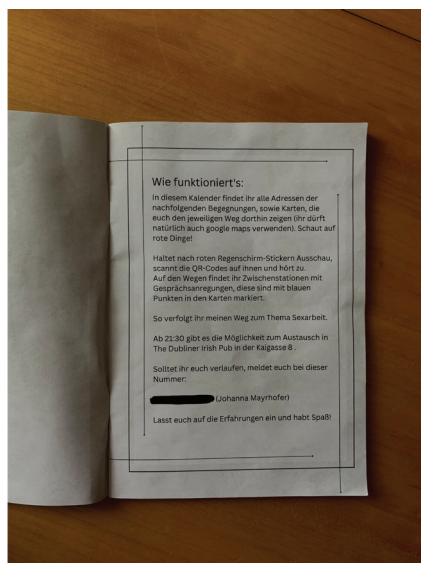 Wie funktioniert's:
In diesem Kalender findet ihr alle Adressen der
nachfolgenden Begegnungen, sowie Karten, die
euch den jeweiligen Weg dorthin zeigen (ihr dürft
natürlich auch google maps verwenden). Schaut auf
rote Dinge!
Haltet nach roten Regenschirm-Stickern Ausschau,
scannt die QR-Codes auf ihnen und hört zu.
Auf den Wegen findet ihr Zwischenstationen mit
Gesprächsanregungen, diese sind mit blauen
Punkten in den Karten markiert.
So verfolgt ihr meinen Weg zum Thema Sexarbeit.
Ab 21:30 gibt es die Möglichkeit zum Austausch in
The Dubliner Irish Pub in der Kaigasse 8 .
Solltet ihr euch verlaufen, meldet euch bei dieser
Nummer:
(Johanna Mayrhofer)
Lasst euch auf die Erfahrungen ein und habt Spaß!